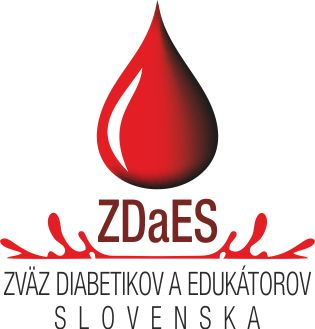 ZDaES
ZVÄZ DIABETIKOV A EDUKÁTOROV
SLOVENSKA